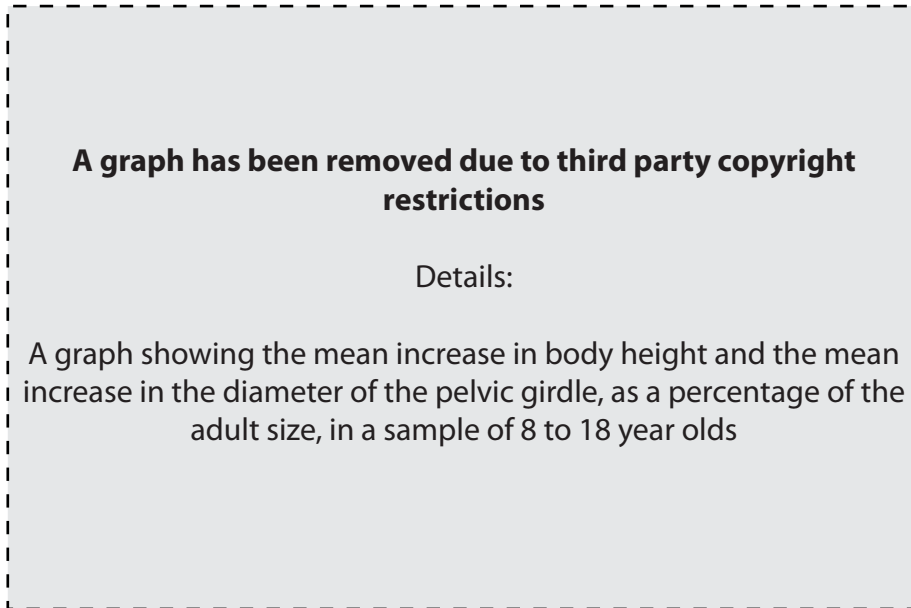 A graph has been removed due to third party copyright
restrictions
Details:
A graph showing the mean increase in body height and the mean
increase in the diameter of the pelvic girdle, as a percentage of the
adult size, in a sample of 8 to 18 year olds